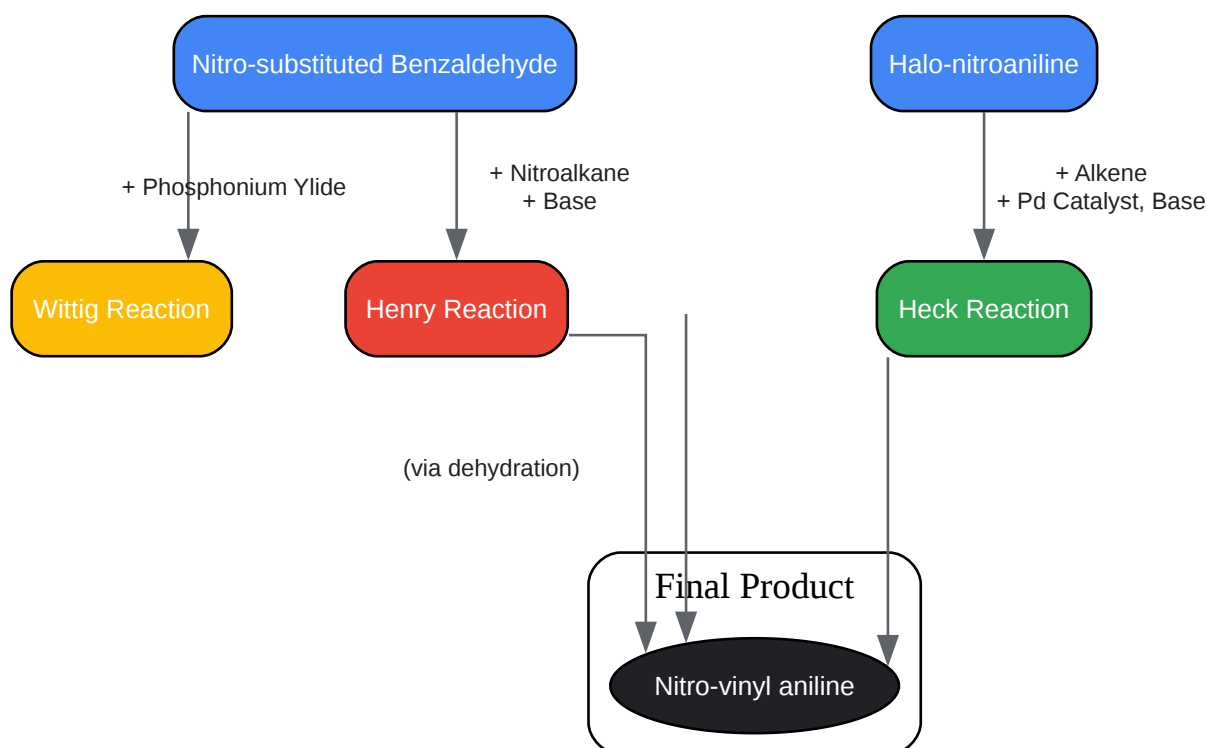 Nitro-substituted Benzaldehyde
Halo-nitroaniline
+ Phosphonium Ylide
+ Nitroalkane
+ Base
+ Alkene
+ Pd Catalyst, Base
Wittig Reaction
Henry Reaction
Heck Reaction
(via dehydration)
Final Product
Nitro-vinyl aniline